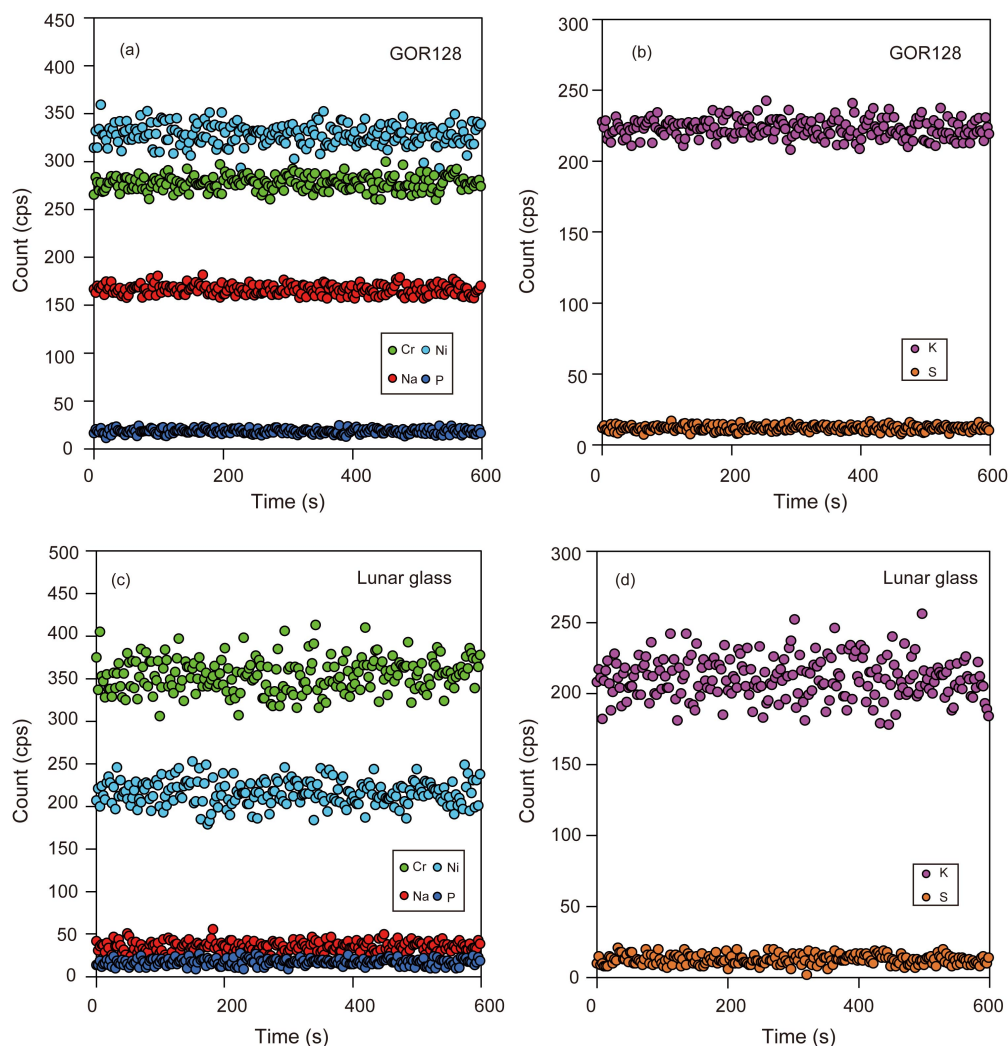 (a)
GOR128
450
400
350
300
250
200
150
100
50
0
Count (cps)
Cr Ni
Na P
0 200 400 600
Time (s)
(b)
GOR128
300
250
200
150
100
50
0
Count (cps)
K
S
0 200 400 600
Time (s)
(c)
Lunar glass
500
450
400
350
300
250
200
150
100
50
0
Count (cps)
Cr Ni
Na P
0 200 400 600
Time (s)
(d)
Lunar glass
300
250
200
150
100
50
0
Count (cps)
K
S
0 200 400 600
Time (s)